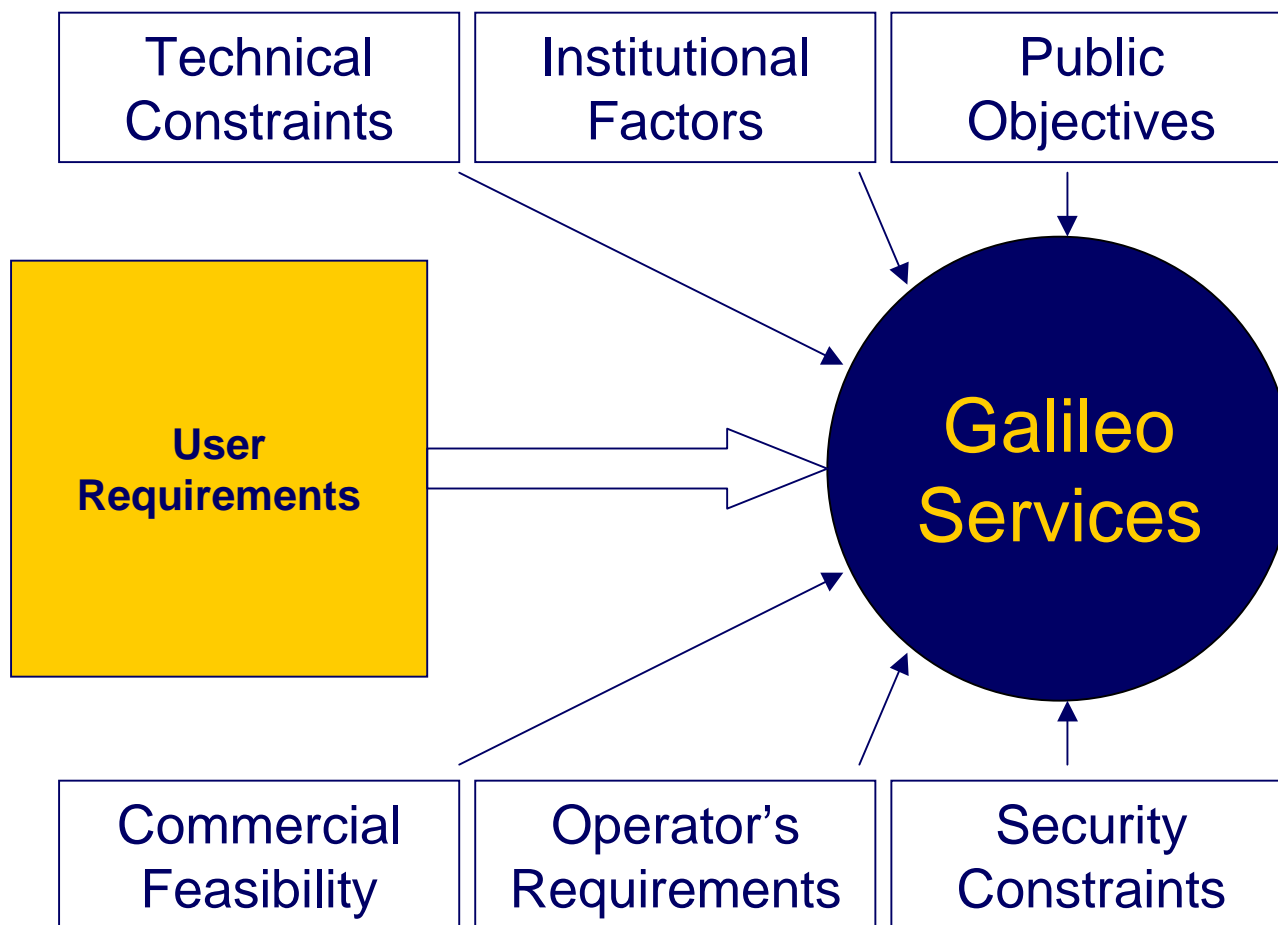 Technical
Constraints
Institutional
Factors
Public
Objectives
User
Requirements
Galileo
Services
Commercial
Feasibility
Operator’s
Requirements
Security
Constraints